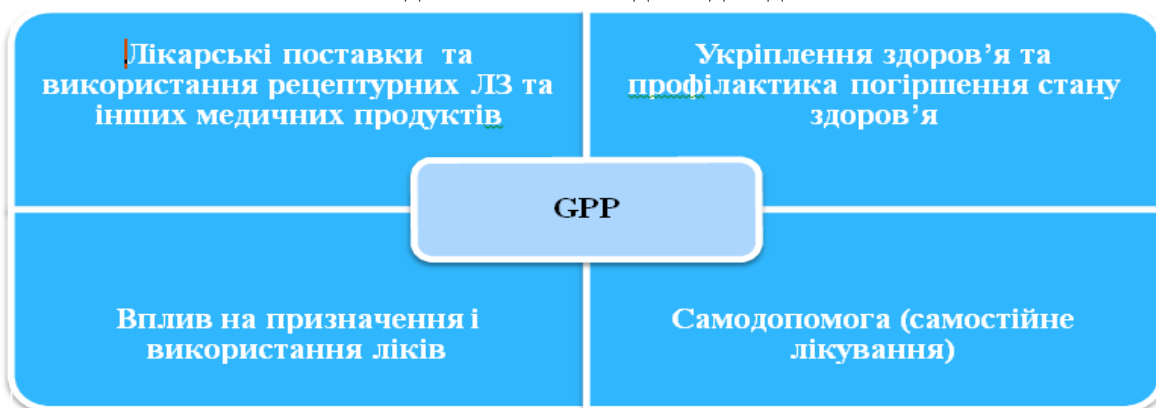 Лікарські поставки та
використання рецептурних ЛЗ та
інших медичних продуктів
Укріплення здоров’я та
профілактика погіршення стану
здоров’я
GPP
Вплив на призначення і
використання ліків
Самодопомога (самостійне
лікування)